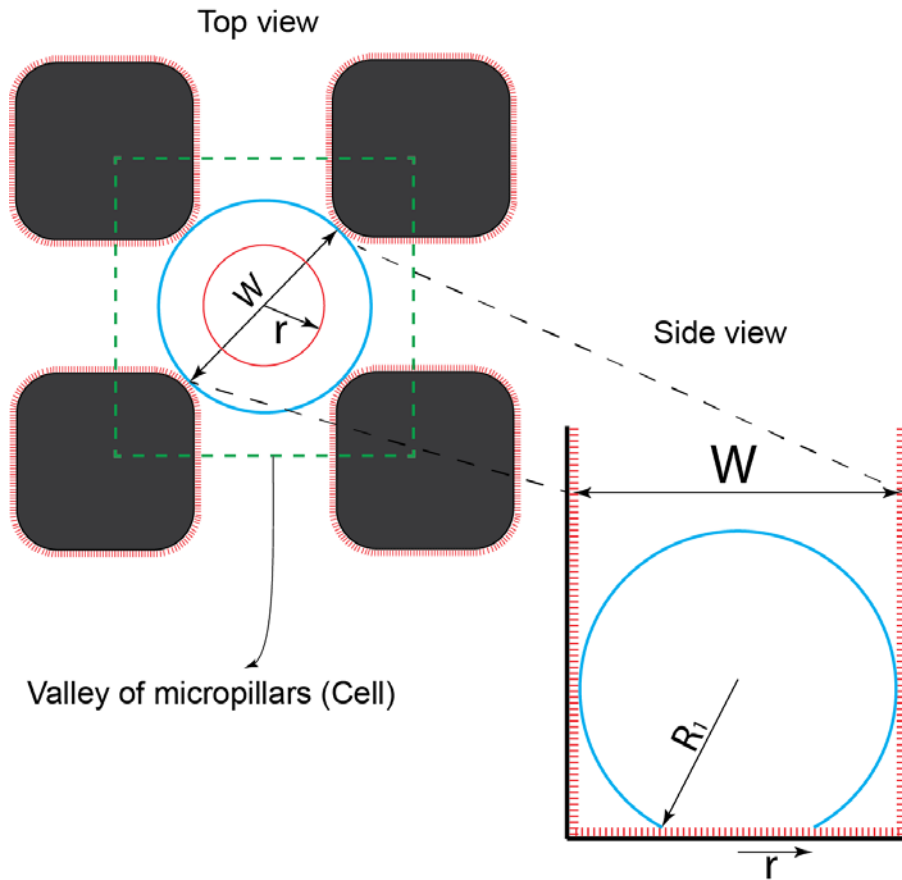 Top view
W
r
Side view
W
Valley of micropillars (Cell)
R₁
r